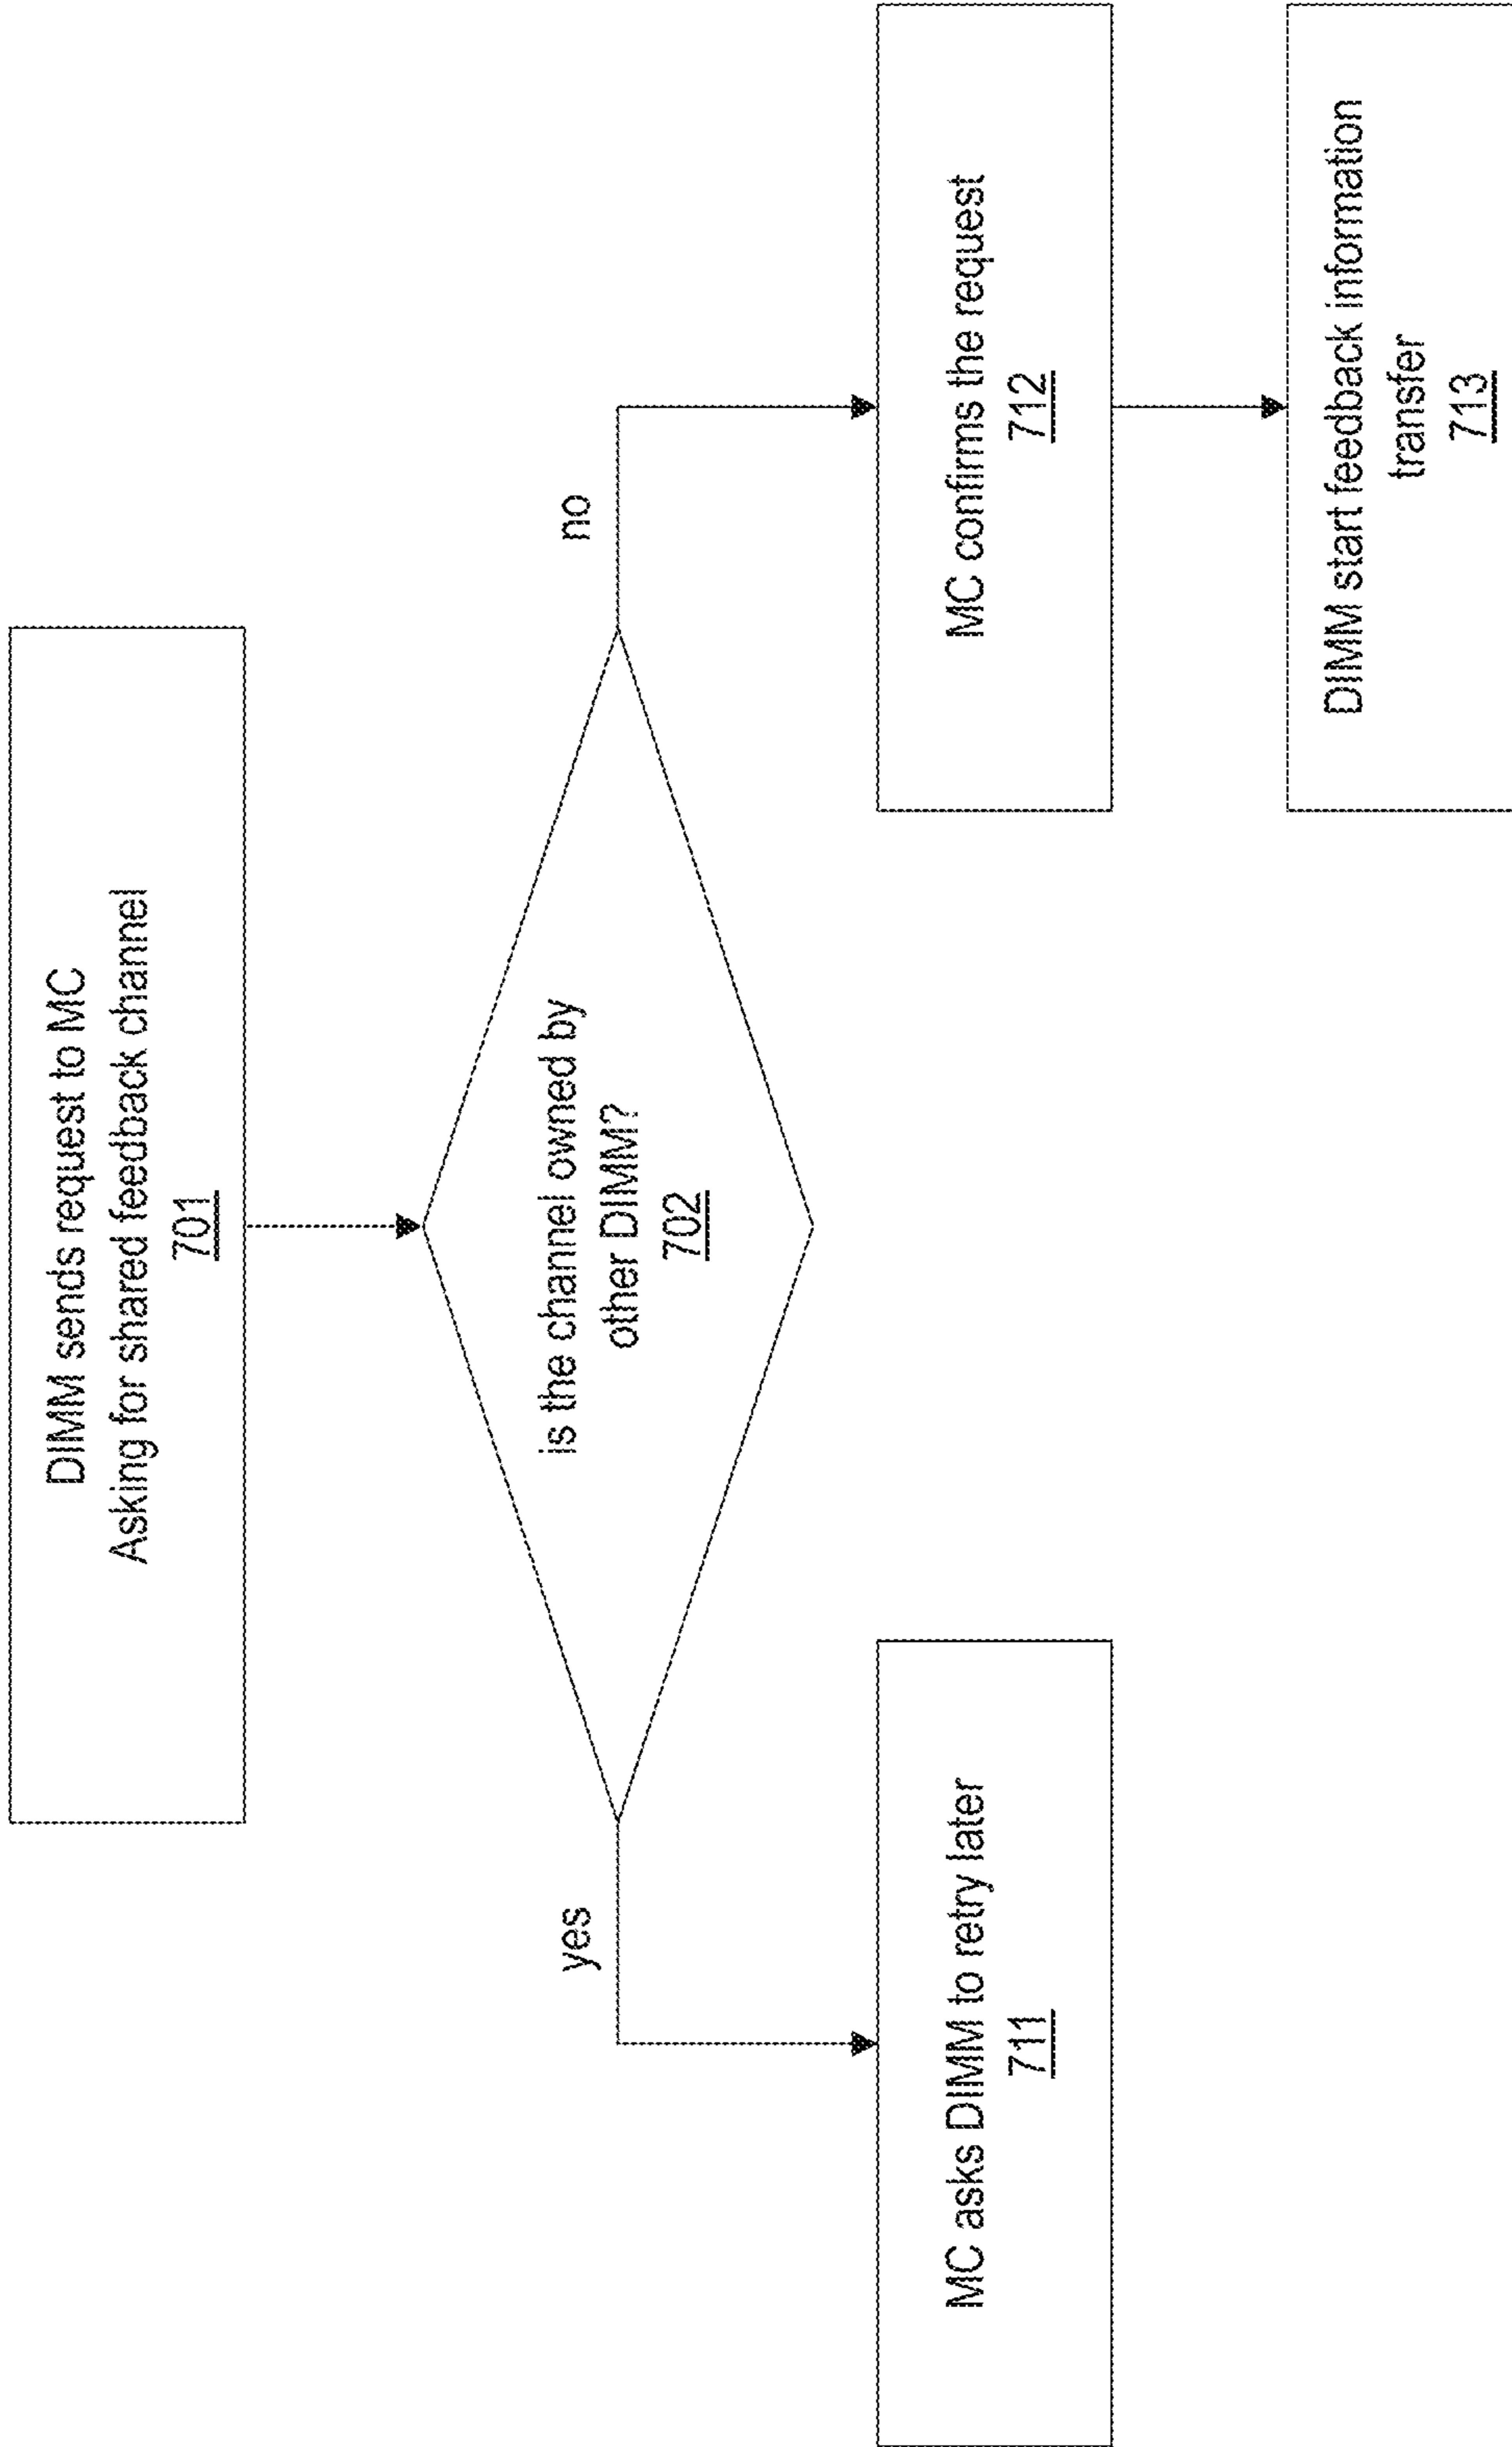 DIMM sends request to MC
Asking for shared feedback channel
701
is the channel owned by
other DIMM?
702
yes
no
MC asks DIMM to retry later
711
MC confirms the request
712
DIMM start feedback information
transfer
713